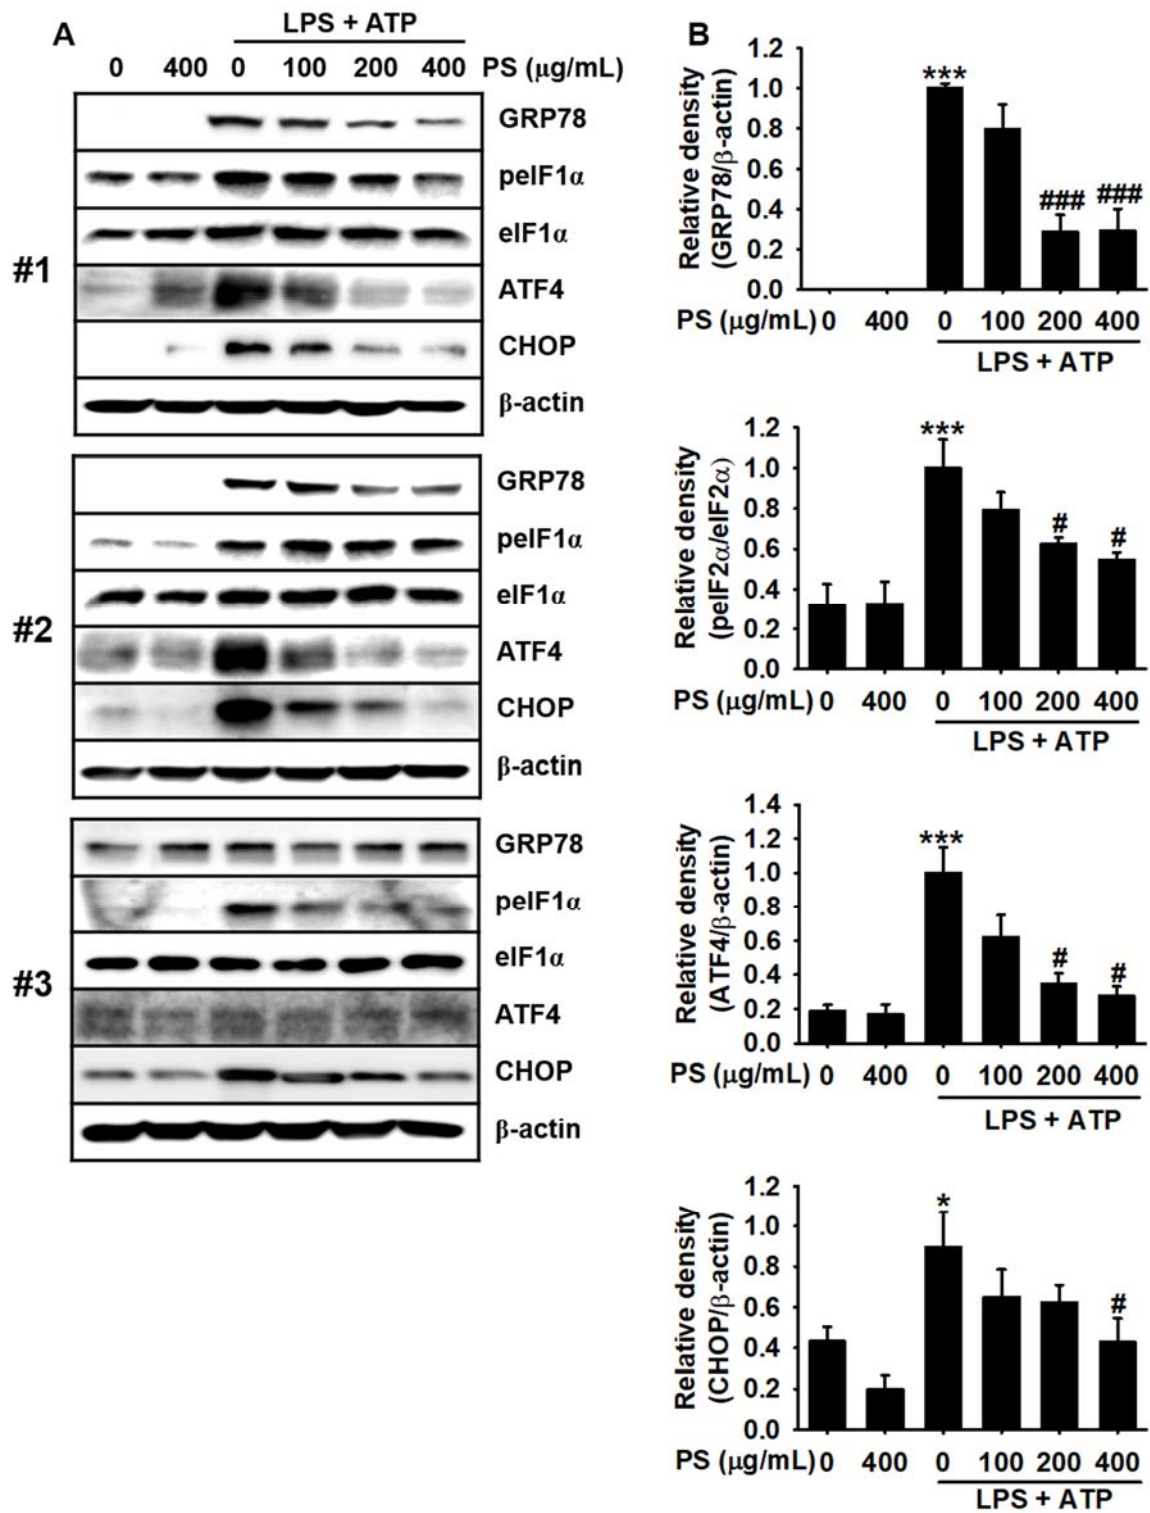 A
LPS + ATP
0 400 0 100 200 400 PS (μg/mL)
#1
GRP78
peIF1α
eIF1α
ATF4
CHOP
β-actin
#2
GRP78
peIF1α
eIF1α
ATF4
CHOP
β-actin
#3
GRP78
peIF1α
eIF1α
ATF4
CHOP
β-actin
B
Relative density
(GRP78/β-actin)
1.2
1.0
0.8
0.6
0.4
0.2
0.0
***
###
###
PS (μg/mL) 0 400 0 100 200 400
LPS + ATP
Relative density
(peIF2α/eIF2α)
1.2
1.0
0.8
0.6
0.4
0.2
0.0
***
#
#
PS (μg/mL) 0 400 0 100 200 400
LPS + ATP
Relative density
(ATF4/β-actin)
1.4
1.2
1.0
0.8
0.6
0.4
0.2
0.0
***
#
#
PS (μg/mL) 0 400 0 100 200 400
LPS + ATP
Relative density
(CHOP/β-actin)
1.2
1.0
0.8
0.6
0.4
0.2
0.0
*
#
PS (μg/mL) 0 400 0 100 200 400
LPS + ATP